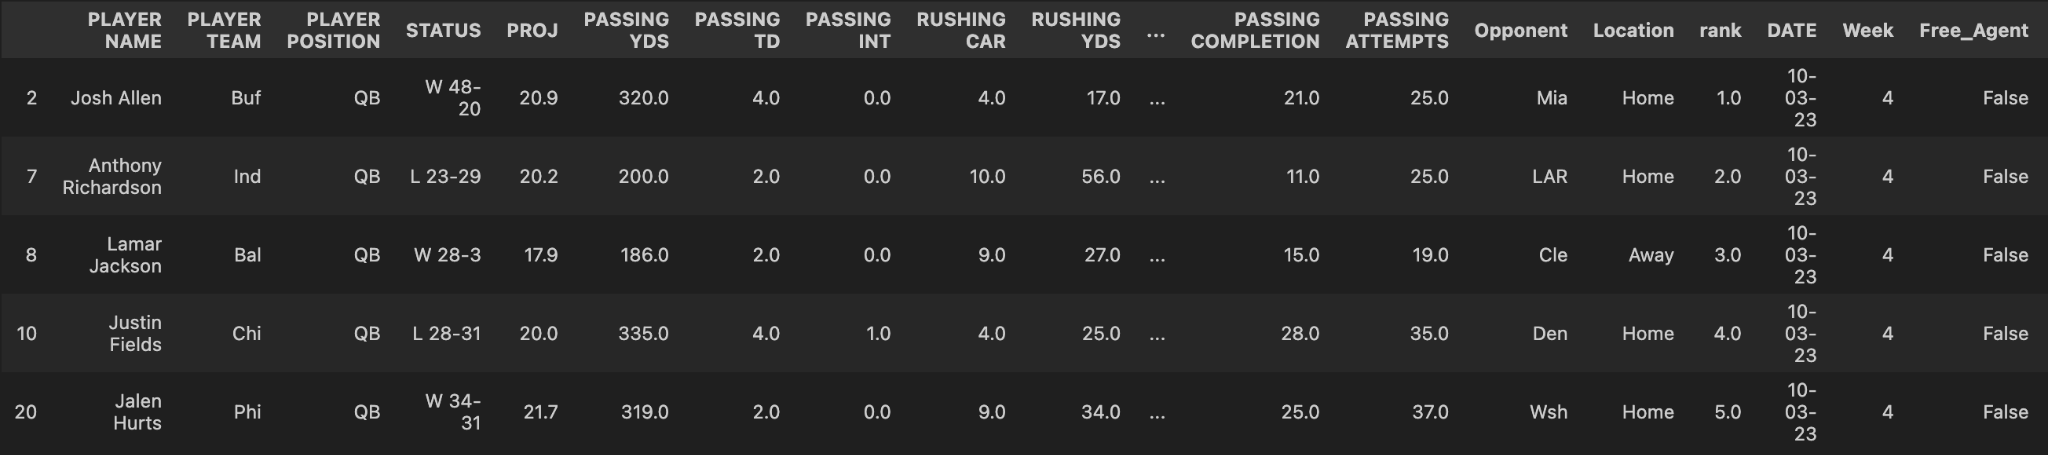 PLAYER NAME PLAYER TEAM PLAYER POSITION STATUS PROJ PASSING YDS PASSING TD PASSING INT RUSHING CAR RUSHING YDS ... PASSING COMPLETION PASSING ATTEMPTS Opponent Location rank DATE Week Free_Agent
2 Josh Allen Buf QB W 48-20 20.9 320.0 4.0 0.0 4.0 17.0 ... 21.0 25.0 Mia Home 1.0 10-03-23 4 False
7 Anthony Richardson Ind QB L 23-29 20.2 200.0 2.0 0.0 10.0 56.0 ... 11.0 25.0 LAR Home 2.0 10-03-23 4 False
8 Lamar Jackson Bal QB W 28-3 17.9 186.0 2.0 0.0 9.0 27.0 ... 15.0 19.0 Cle Away 3.0 10-03-23 4 False
10 Justin Fields Chi QB L 28-31 20.0 335.0 4.0 1.0 4.0 25.0 ... 28.0 35.0 Den Home 4.0 10-03-23 4 False
20 Jalen Hurts Phi QB W 34-31 21.7 319.0 2.0 0.0 9.0 34.0 ... 25.0 37.0 Wsh Home 5.0 10-03-23 4 False